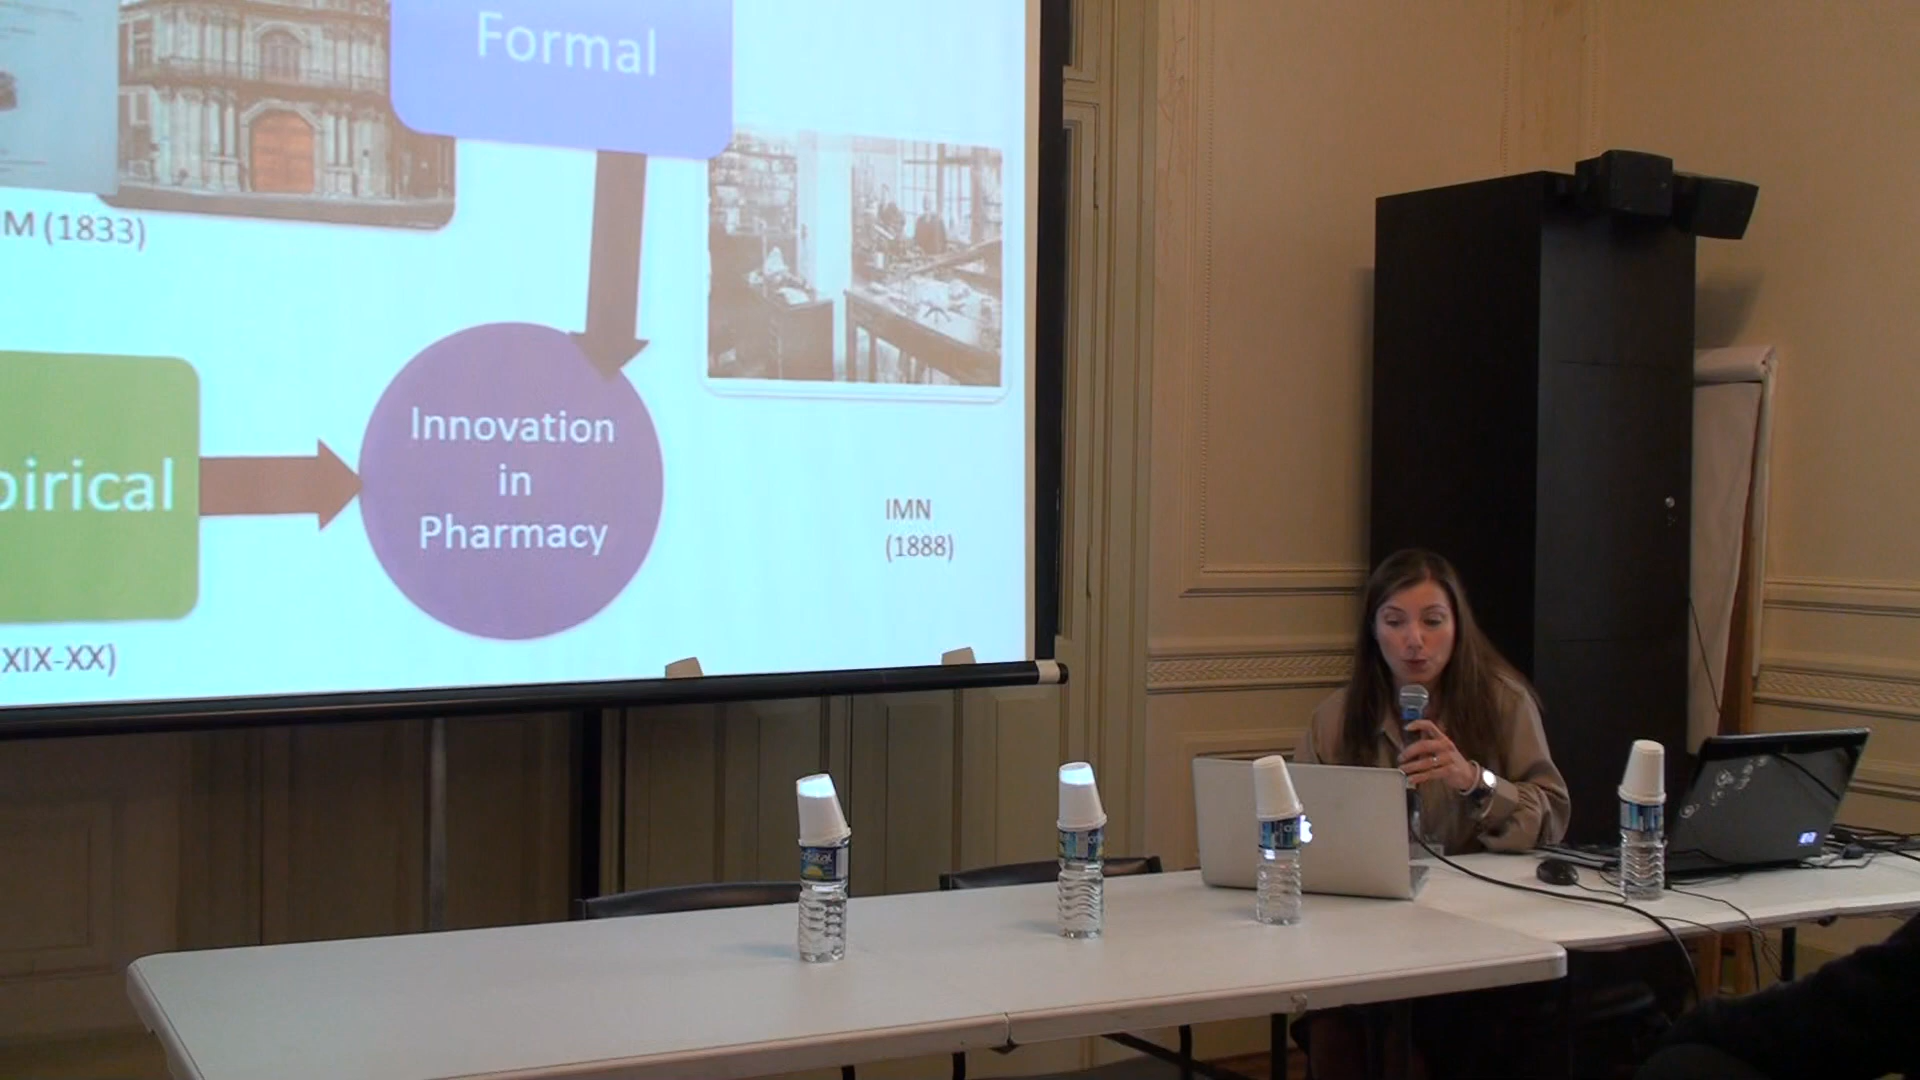 Formal
M (1833)
Innovation
in
Pharmacy
pirical
IMN
(1888)
XIX-XX)